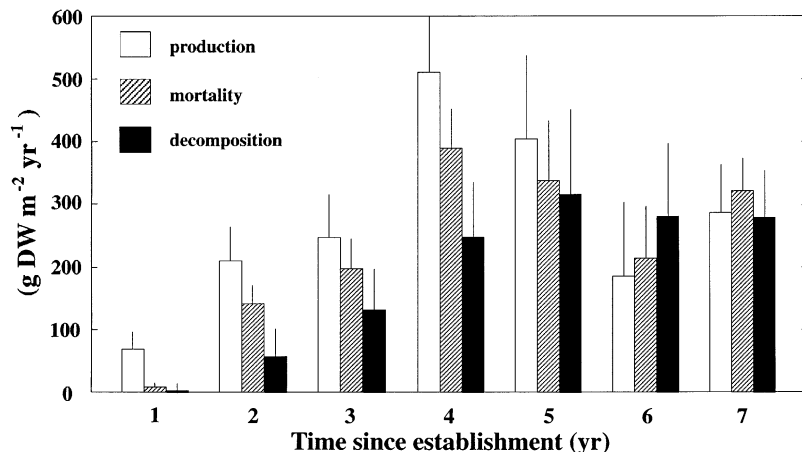 600
500
400
300
200
100
0
(g DW m⁻² yr⁻¹)
production
mortality
decomposition
1 2 3 4 5 6 7
Time since establishment (yr)